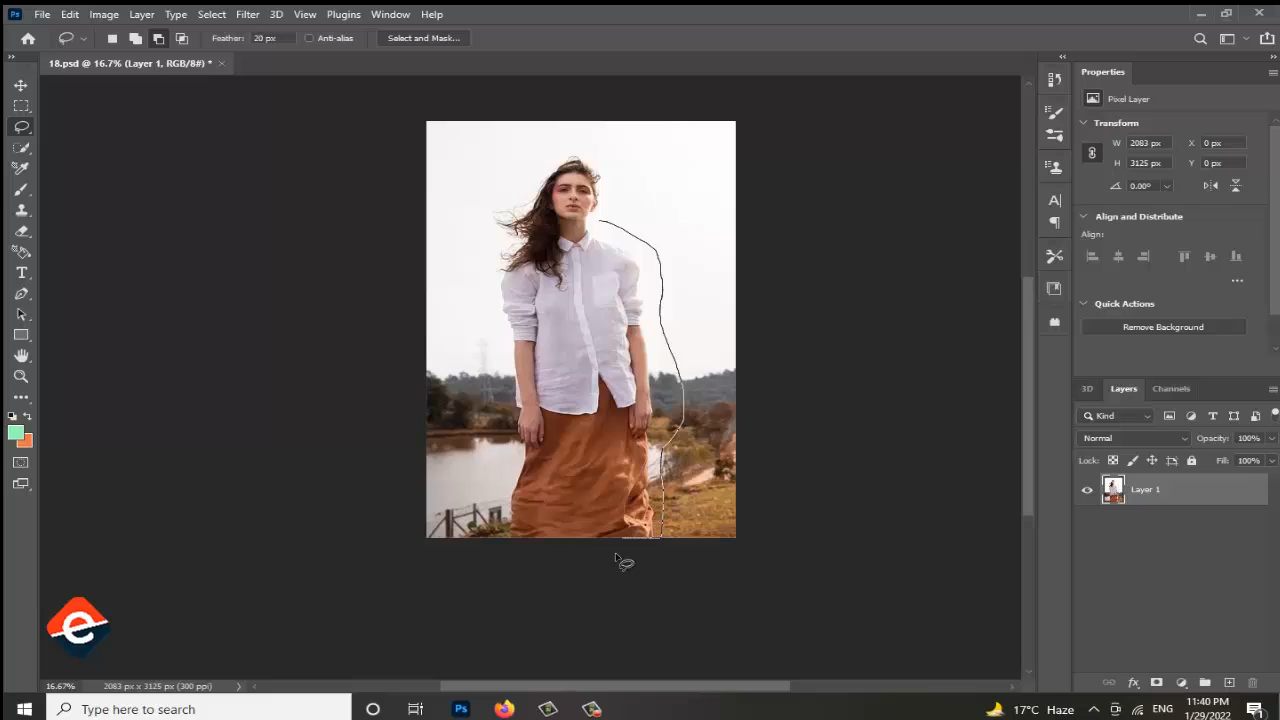 Ps File Edit Image Layer Type Select Filter 3D View Plugins Window Help
Feather: 20 px Anti-alias Select and Mask...
18.psd @ 16.7% (Layer 1, RGB/8#) *
Properties
Pixel Layer
Transform
W 2083 px X 0 px
H 3125 px Y 0 px
0.00°
Align and Distribute
Align:
Quick Actions
Remove Background
3D Layers Channels
Kind
Normal Opacity: 100%
Lock: Fill: 100%
Layer 1
e
16.67% 2083 px x 3125 px (300 ppi)
Type here to search
Ps
17°C Haze
ENG
11:40 PM
1/29/2022
1